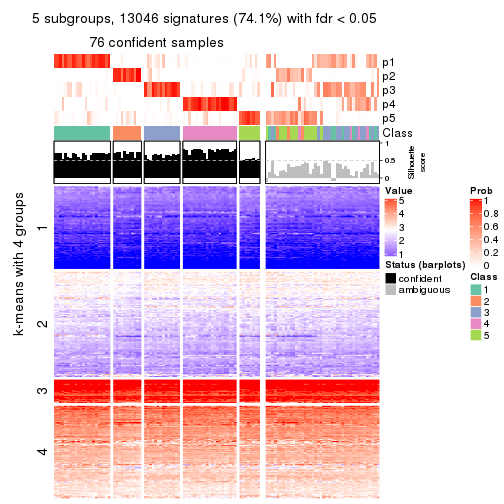 5 subgroups, 13046 signatures (74.1%) with fdr < 0.05
76 confident samples
p1
p2
p3
p4
p5
Class
1
0.5
0
Silhouette
score
k-means with 4 groups
1
2
3
4
Value
5
4
3
2
1
Status (barplots)
confident
ambiguous
Prob
1
0.8
0.6
0.4
0.2
0
Class
1
2
3
4
5